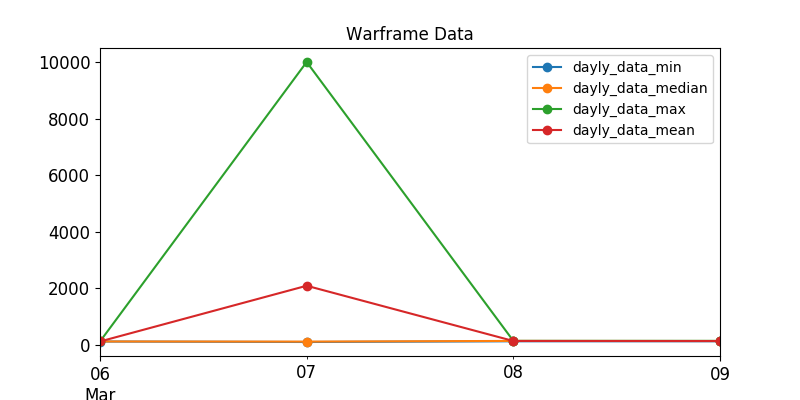 Warframe Data
10000
8000
6000
4000
2000
0
dayly_data_min
dayly_data_median
dayly_data_max
dayly_data_mean
06 07 08 09
Mar